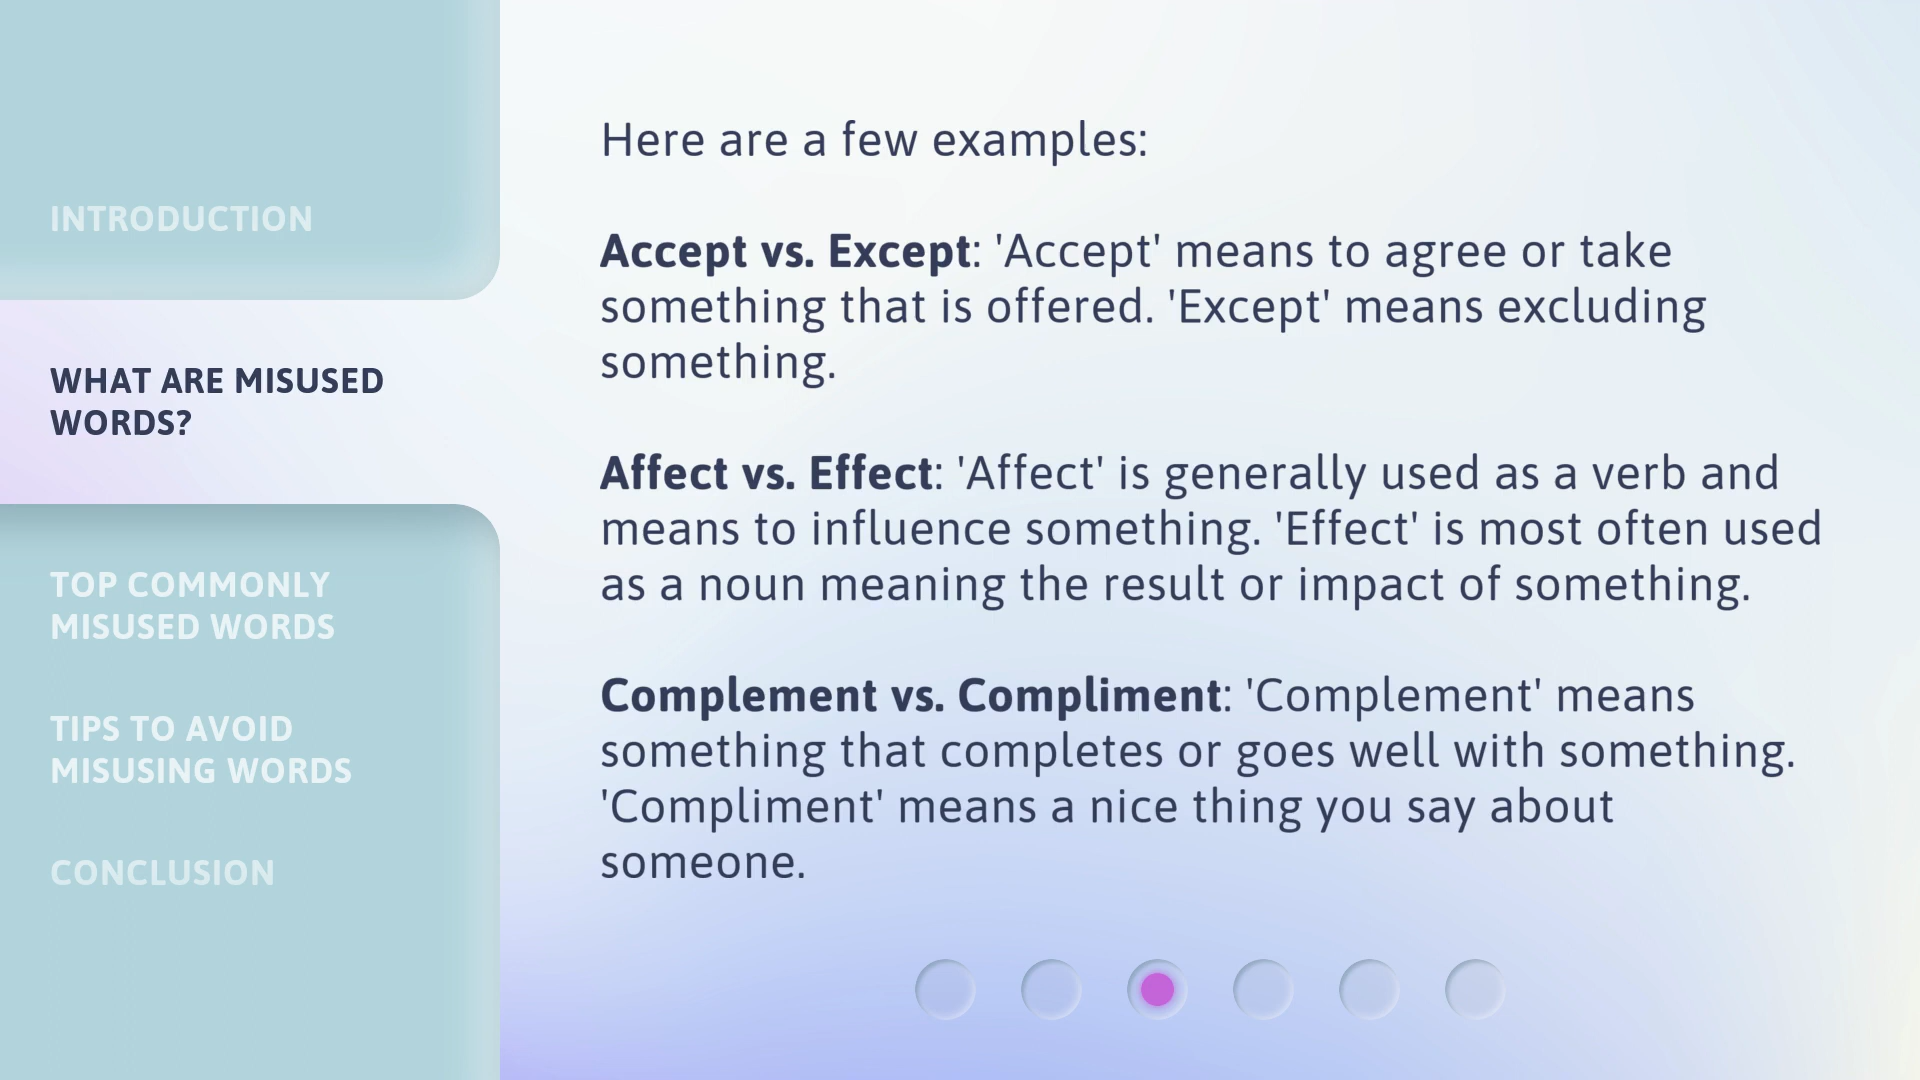 INTRODUCTION
WHAT ARE MISUSED
WORDS?
TOP COMMONLY
MISUSED WORDS
TIPS TO AVOID
MISUSING WORDS
CONCLUSION
Here are a few examples:
Accept vs. Except: 'Accept' means to agree or take
something that is offered. 'Except' means excluding
something.
Affect vs. Effect: 'Affect' is generally used as a verb and
means to influence something. 'Effect' is most often used
as a noun meaning the result or impact of something.
Complement vs. Compliment: 'Complement' means
something that completes or goes well with something.
'Compliment' means a nice thing you say about
someone.